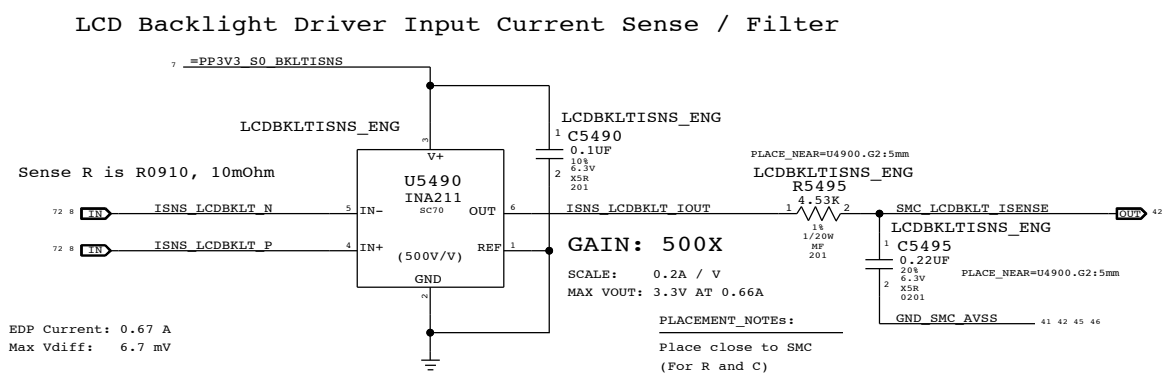 LCD Backlight Driver Input Current Sense / Filter
7 =PP3V3_S0_BKLTISNS
LCDBKLTISNS_ENG
LCDBKLTISNS_ENG
1 C5490
0.1UF
10%
6.3V
2 X5R
201
3
V+
PLACE_NEAR=U4900.G2:5mm
Sense R is R0910, 10mOhm
LCDBKLTISNS_ENG
R5495
U5490
INA211
SC70
4.53K
72 8 IN ISNS_LCDBKLT_N 5 IN- OUT 6 ISNS_LCDBKLT_IOUT 1 2 SMC_LCDBKLT_ISENSE OUT 42
1%
1/20W
MF
201
LCDBKLTISNS_ENG
1 C5495
0.22UF
20%
6.3V
2 X5R
0201
PLACE_NEAR=U4900.G2:5mm
72 8 IN ISNS_LCDBKLT_P 4 IN+ REF 1
(500V/V)
GND
2
GAIN: 500X
SCALE: 0.2A / V
MAX VOUT: 3.3V AT 0.66A
GND_SMC_AVSS 41 42 45 46
EDP Current: 0.67 A
Max Vdiff: 6.7 mV
PLACEMENT_NOTEs:
Place close to SMC
(For R and C)